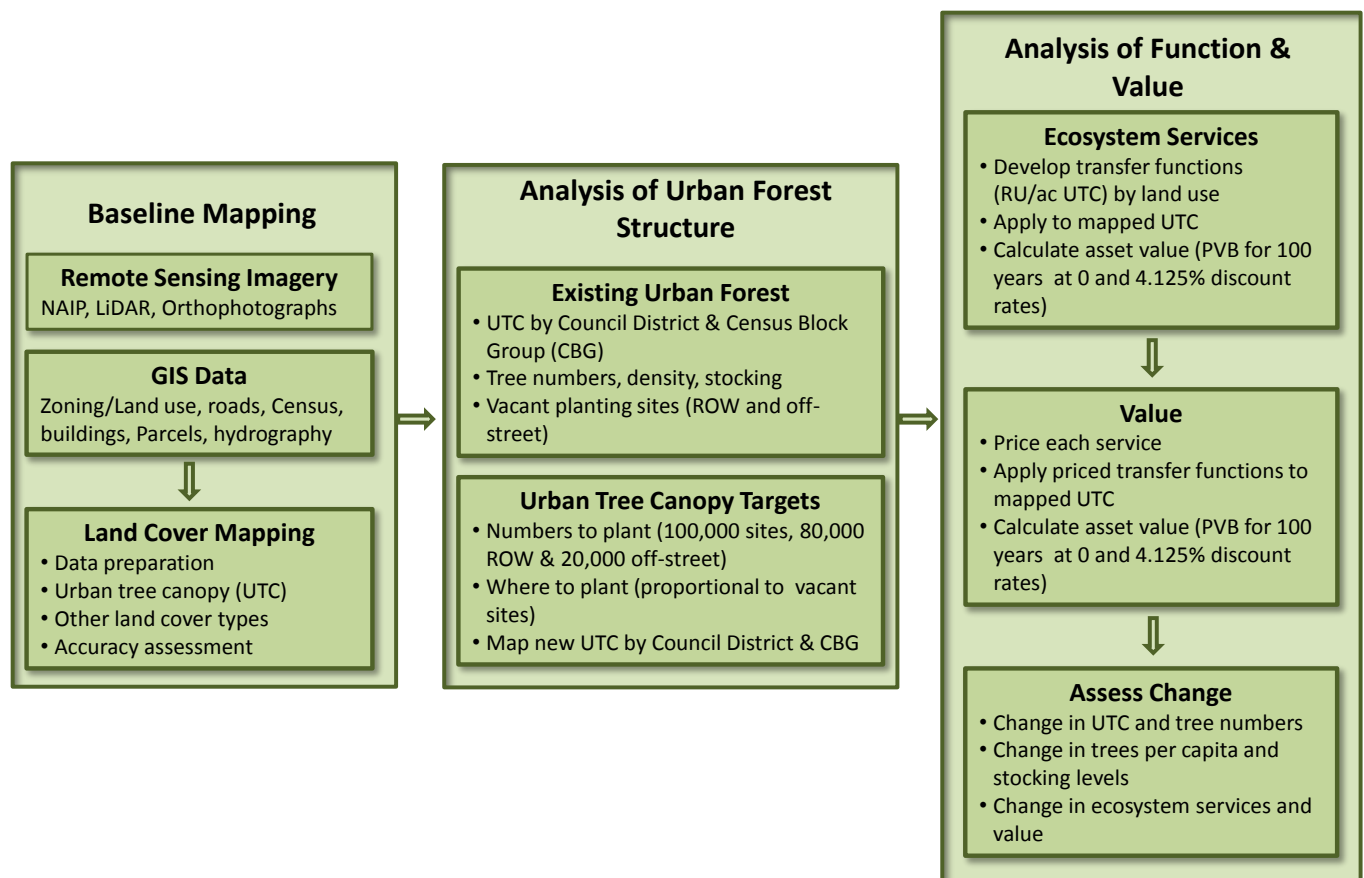 Baseline Mapping
Remote Sensing Imagery
NAIP, LiDAR, Orthophotographs
GIS Data
Zoning/Land use, roads, Census,
buildings, Parcels, hydrography
Land Cover Mapping
• Data preparation
• Urban tree canopy (UTC)
• Other land cover types
• Accuracy assessment
Analysis of Urban Forest
Structure
Existing Urban Forest
• UTC by Council District & Census Block
Group (CBG)
• Tree numbers, density, stocking
• Vacant planting sites (ROW and off-
street)
Urban Tree Canopy Targets
• Numbers to plant (100,000 sites, 80,000
ROW & 20,000 off-street)
• Where to plant (proportional to vacant
sites)
• Map new UTC by Council District & CBG
Analysis of Function &
Value
Ecosystem Services
• Develop transfer functions
(RU/ac UTC) by land use
• Apply to mapped UTC
• Calculate asset value (PVB for 100
years at 0 and 4.125% discount
rates)
Value
• Price each service
• Apply priced transfer functions to
mapped UTC
• Calculate asset value (PVB for 100
years at 0 and 4.125% discount
rates)
Assess Change
• Change in UTC and tree numbers
• Change in trees per capita and
stocking levels
• Change in ecosystem services and
value